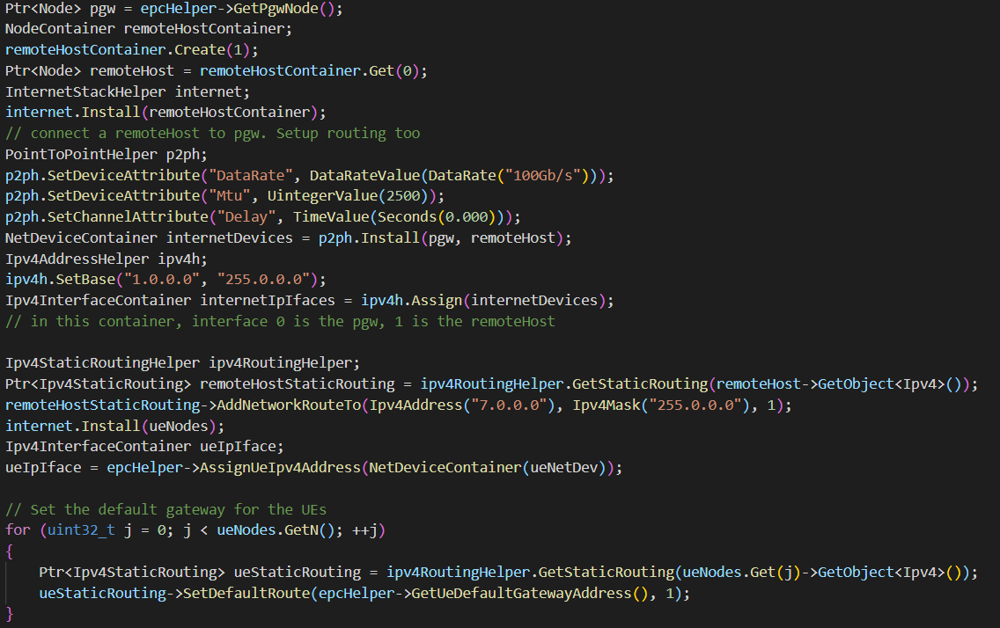 Ptr<Node> pgw = epcHelper->GetPgwNode();
NodeContainer remoteHostContainer;
remoteHostContainer.Create(1);
Ptr<Node> remoteHost = remoteHostContainer.Get(0);
InternetStackHelper internet;
internet.Install(remoteHostContainer);
// connect a remoteHost to pgw. Setup routing too
PointToPointHelper p2ph;
p2ph.SetDeviceAttribute("DataRate", DataRateValue(DataRate("100Gb/s")));
p2ph.SetDeviceAttribute("Mtu", UintegerValue(2500));
p2ph.SetChannelAttribute("Delay", TimeValue(Seconds(0.000)));
NetDeviceContainer internetDevices = p2ph.Install(pgw, remoteHost);
Ipv4AddressHelper ipv4h;
ipv4h.SetBase("1.0.0.0", "255.0.0.0");
Ipv4InterfaceContainer internetIpIfaces = ipv4h.Assign(internetDevices);
// in this container, interface 0 is the pgw, 1 is the remoteHost

Ipv4StaticRoutingHelper ipv4RoutingHelper;
Ptr<Ipv4StaticRouting> remoteHostStaticRouting = ipv4RoutingHelper.GetStaticRouting(remoteHost->GetObject<Ipv4>());
remoteHostStaticRouting->AddNetworkRouteTo(Ipv4Address("7.0.0.0"), Ipv4Mask("255.0.0.0"), 1);
internet.Install(ueNodes);
Ipv4InterfaceContainer ueIpIface;
ueIpIface = epcHelper->AssignUeIpv4Address(NetDeviceContainer(ueNetDev));

// Set the default gateway for the UEs
for (uint32_t j = 0; j < ueNodes.GetN(); ++j)
{
    Ptr<Ipv4StaticRouting> ueStaticRouting = ipv4RoutingHelper.GetStaticRouting(ueNodes.Get(j)->GetObject<Ipv4>());
    ueStaticRouting->SetDefaultRoute(epcHelper->GetUeDefaultGatewayAddress(), 1);
}